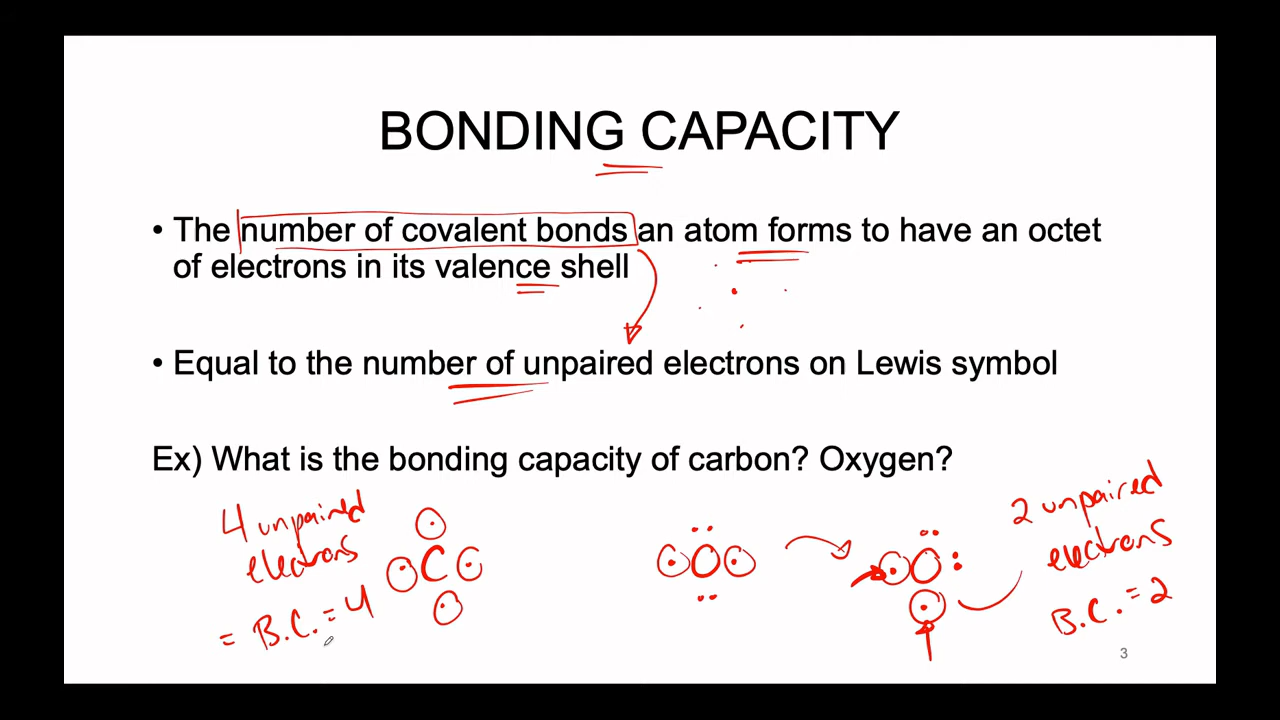 BONDING CAPACITY
• The number of covalent bonds an atom forms to have an octet
of electrons in its valence shell
• Equal to the number of unpaired electrons on Lewis symbol
Ex) What is the bonding capacity of carbon? Oxygen?
4 unpaired
electrons
= B.C. = 4
C
O
O
2 unpaired
electrons
B.C. = 2
3